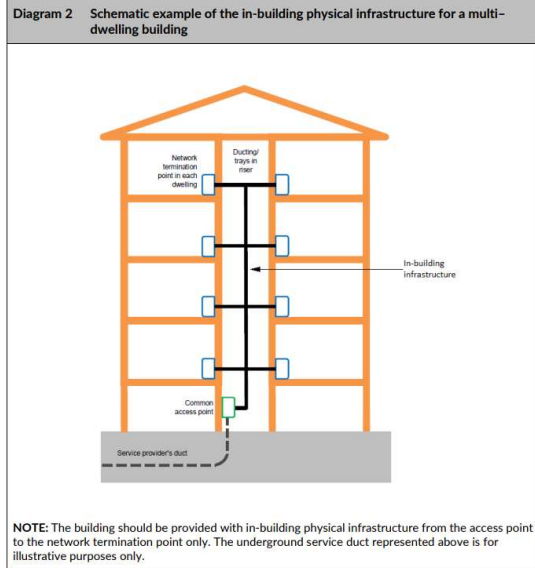 Diagram 2 Schematic example of the in-building physical infrastructure for a multi–
dwelling building
Network
termination
point in each
dwelling
Ducting/
trays in
riser
In-building
infrastructure
Common
access point
Service provider's duct
NOTE: The building should be provided with in-building physical infrastructure from the access point
to the network termination point only. The underground service duct represented above is for
illustrative purposes only.